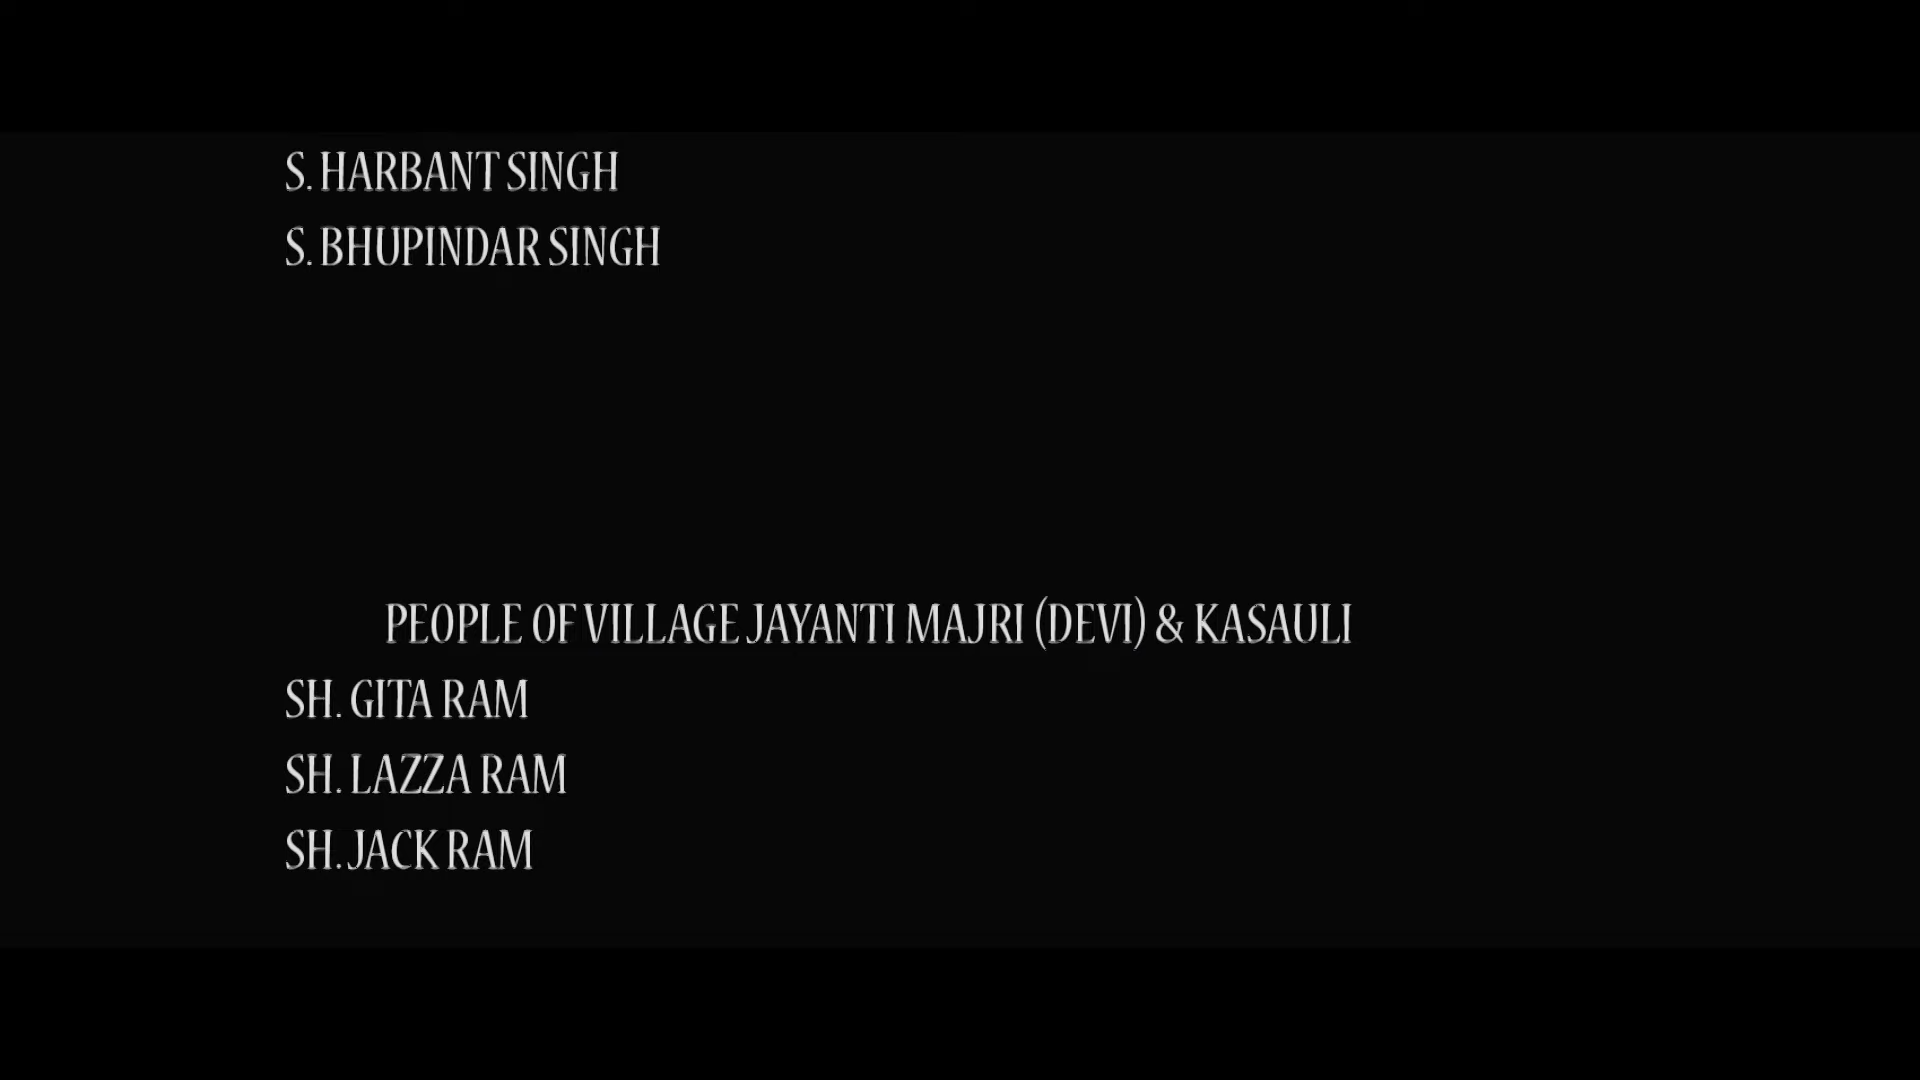 S. HARBANT SINGH
S. BHUPINDAR SINGH
PEOPLE OF VILLAGE JAYANTI MAJRI (DEVI) & KASAULI
SH. GITA RAM
SH. LAZZA RAM
SH. JACK RAM